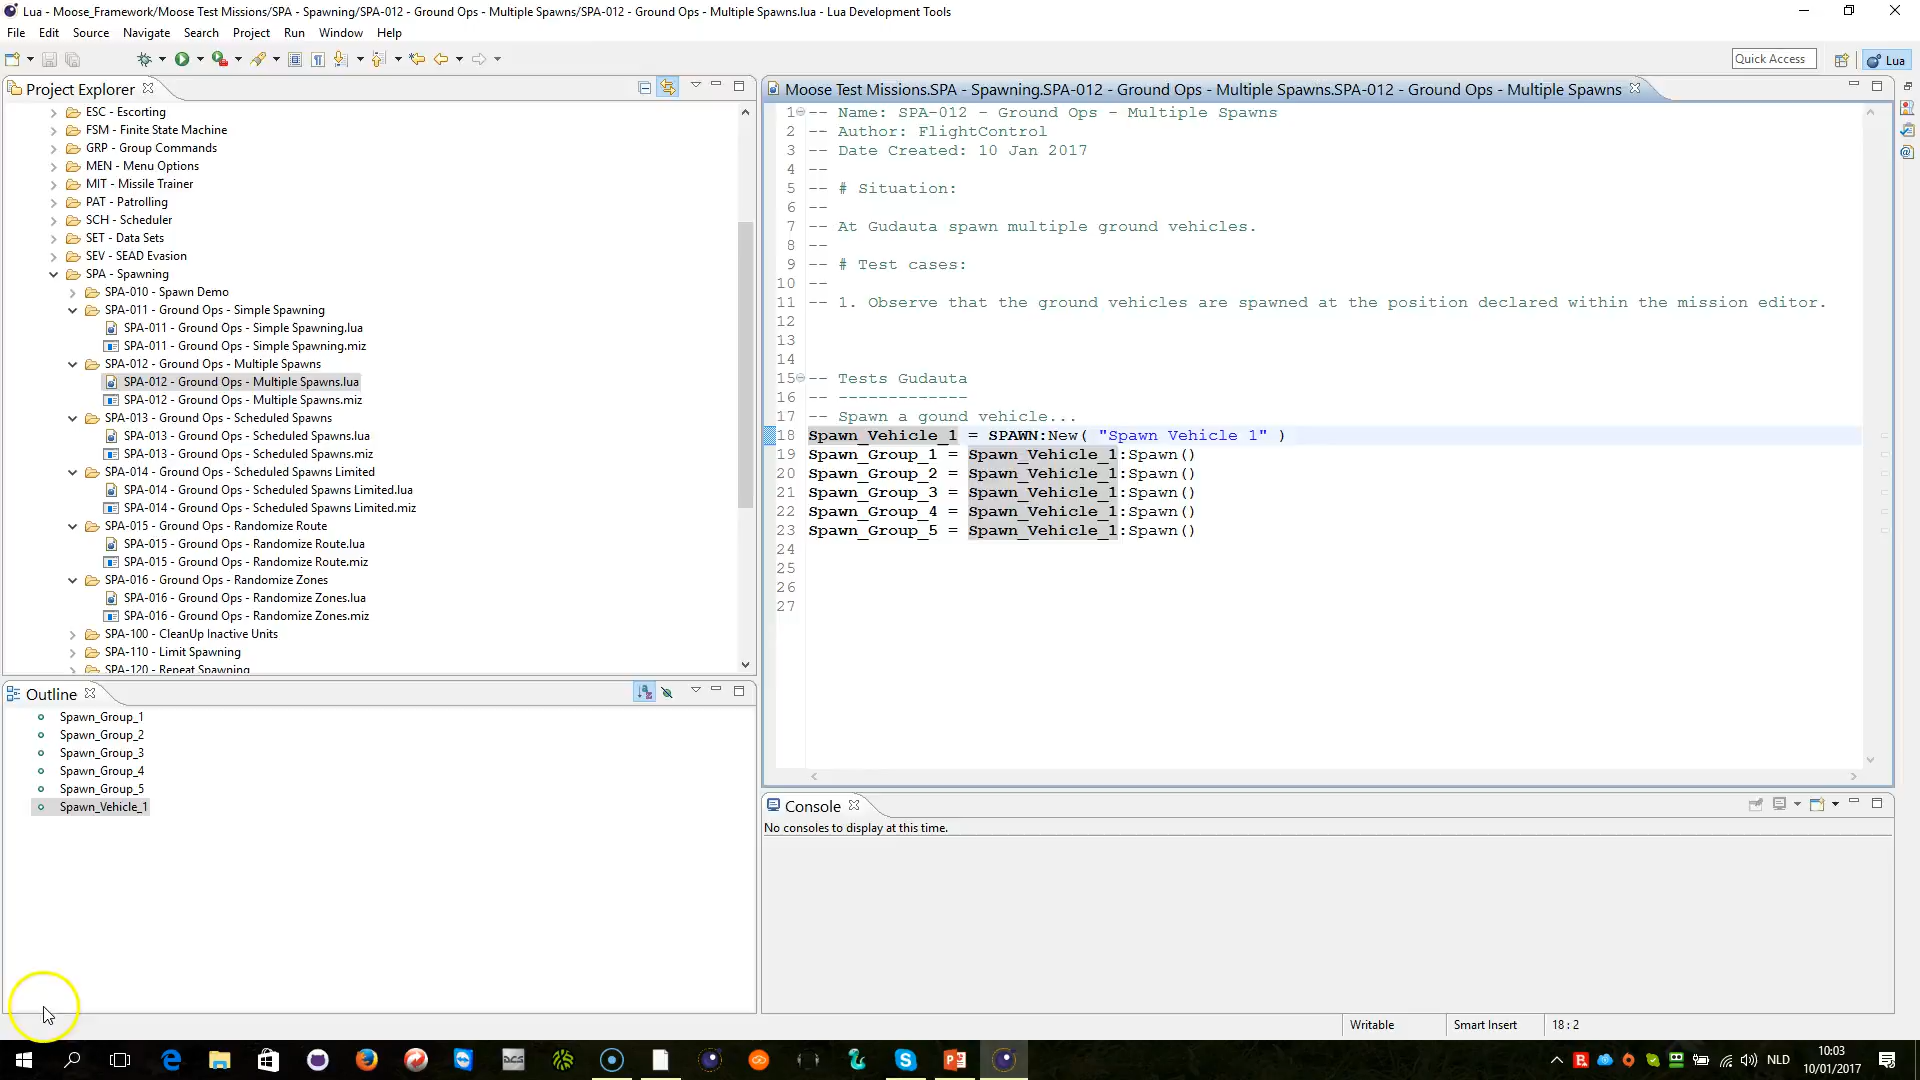 Lua - Moose_Framework/Moose Test Missions/SPA - Spawning/SPA-012 - Ground Ops - Multiple Spawns/SPA-012 - Ground Ops - Multiple Spawns.lua - Lua Development Tools
File Edit Source Navigate Search Project Run Window Help
Quick Access
Lua
Project Explorer
ESC - Escorting
FSM - Finite State Machine
GRP - Group Commands
MEN - Menu Options
MIT - Missile Trainer
PAT - Patrolling
SCH - Scheduler
SET - Data Sets
SEV - SEAD Evasion
SPA - Spawning
SPA-010 - Spawn Demo
SPA-011 - Ground Ops - Simple Spawning
SPA-011 - Ground Ops - Simple Spawning.lua
SPA-011 - Ground Ops - Simple Spawning.miz
SPA-012 - Ground Ops - Multiple Spawns
SPA-012 - Ground Ops - Multiple Spawns.lua
SPA-012 - Ground Ops - Multiple Spawns.miz
SPA-013 - Ground Ops - Scheduled Spawns
SPA-013 - Ground Ops - Scheduled Spawns.lua
SPA-013 - Ground Ops - Scheduled Spawns.miz
SPA-014 - Ground Ops - Scheduled Spawns Limited
SPA-014 - Ground Ops - Scheduled Spawns Limited.lua
SPA-014 - Ground Ops - Scheduled Spawns Limited.miz
SPA-015 - Ground Ops - Randomize Route
SPA-015 - Ground Ops - Randomize Route.lua
SPA-015 - Ground Ops - Randomize Route.miz
SPA-016 - Ground Ops - Randomize Zones
SPA-016 - Ground Ops - Randomize Zones.lua
SPA-016 - Ground Ops - Randomize Zones.miz
SPA-100 - CleanUp Inactive Units
SPA-110 - Limit Spawning
SPA-120 - Repeat Spawning
Outline
Spawn_Group_1
Spawn_Group_2
Spawn_Group_3
Spawn_Group_4
Spawn_Group_5
Spawn_Vehicle_1
Moose Test Missions.SPA - Spawning.SPA-012 - Ground Ops - Multiple Spawns.SPA-012 - Ground Ops - Multiple Spawns
1 -- Name: SPA-012 - Ground Ops - Multiple Spawns
2 -- Author: FlightControl
3 -- Date Created: 10 Jan 2017
4 --
5 -- # Situation:
6 --
7 -- At Gudauta spawn multiple ground vehicles.
8 --
9 -- # Test cases:
10 --
11 -- 1. Observe that the ground vehicles are spawned at the position declared within the mission editor.
12
13
14
15 -- Tests Gudauta
16 -- -------------
17 -- Spawn a gound vehicle...
18 Spawn_Vehicle_1 = SPAWN:New( "Spawn Vehicle 1" )
19 Spawn_Group_1 = Spawn_Vehicle_1:Spawn()
20 Spawn_Group_2 = Spawn_Vehicle_1:Spawn()
21 Spawn_Group_3 = Spawn_Vehicle_1:Spawn()
22 Spawn_Group_4 = Spawn_Vehicle_1:Spawn()
23 Spawn_Group_5 = Spawn_Vehicle_1:Spawn()
24
25
26
27
Console
No consoles to display at this time.
Writable Smart Insert 18 : 2
DCS
NLD
10:03
10/01/2017